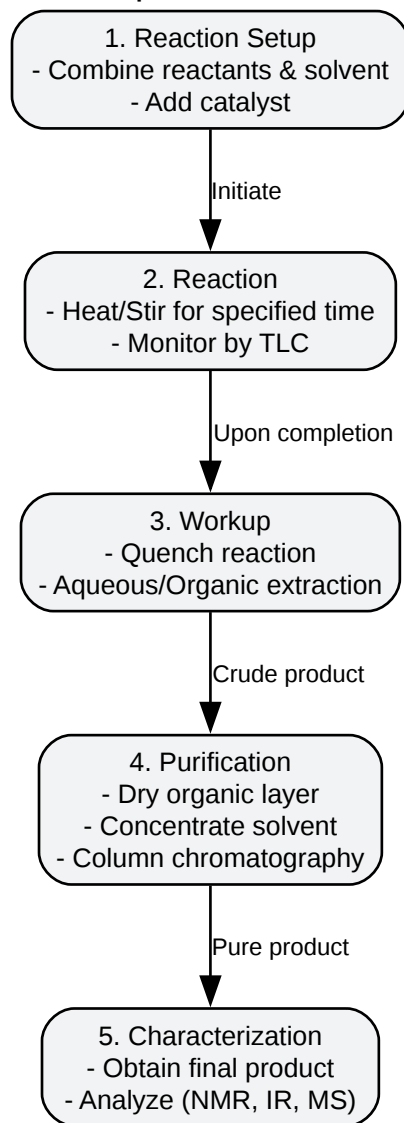 1. Reaction Setup
- Combine reactants & solvent
- Add catalyst
Initiate
2. Reaction
- Heat/Stir for specified time
- Monitor by TLC
Upon completion
3. Workup
- Quench reaction
- Aqueous/Organic extraction
Crude product
4. Purification
- Dry organic layer
- Concentrate solvent
- Column chromatography
Pure product
5. Characterization
- Obtain final product
- Analyze (NMR, IR, MS)